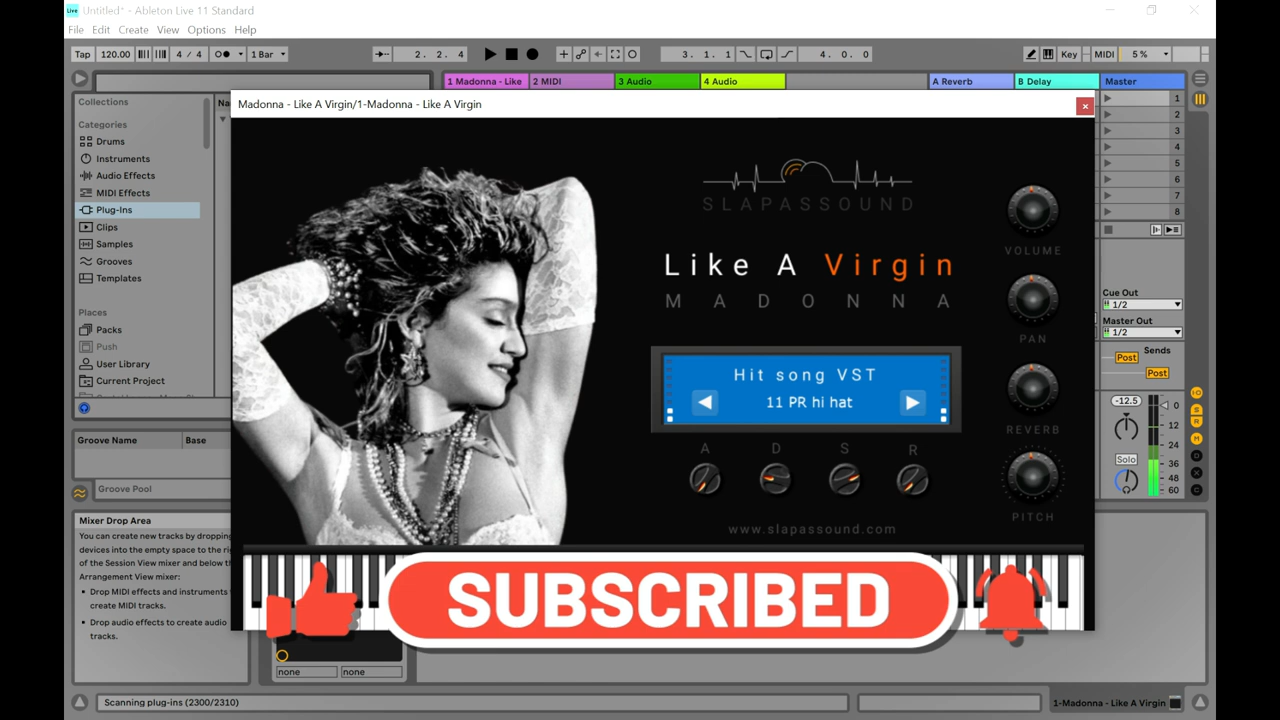 Live Untitled* - Ableton Live 11 Standard
File Edit Create View Options Help
Tap 120.00 4 / 4 1 Bar 2. 2. 4 3. 1. 1 4. 0. 0 Key MIDI 5 %
1 Madonna - Like 2 MIDI 3 Audio 4 Audio A Reverb B Delay Master
Collections
Categories
Drums
Instruments
Audio Effects
MIDI Effects
Plug-Ins
Clips
Samples
Grooves
Templates
Places
Packs
Push
User Library
Current Project
Na
Madonna - Like A Virgin/1-Madonna - Like A Virgin
SLAPASSOUND
Like A Virgin
MADONNA
Hit song VST
11 PR hi hat
A D S R
www.slapassound.com
VOLUME
PAN
REVERB
PITCH
1
2
3
4
5
6
7
8
Cue Out
1/2
Master Out
1/2
Sends
Post
Post
-12.5
0
12
24
36
48
60
Solo
Groove Name Base
Groove Pool
Mixer Drop Area
You can create new tracks by dropping
devices into the empty space to the rig
of the Session View mixer and below the
Arrangement View mixer:
Drop MIDI effects and instruments
create MIDI tracks.
Drop audio effects to create audio
tracks.
SUBSCRIBED
none none
Scanning plug-ins (2300/2310)
1-Madonna - Like A Virgin